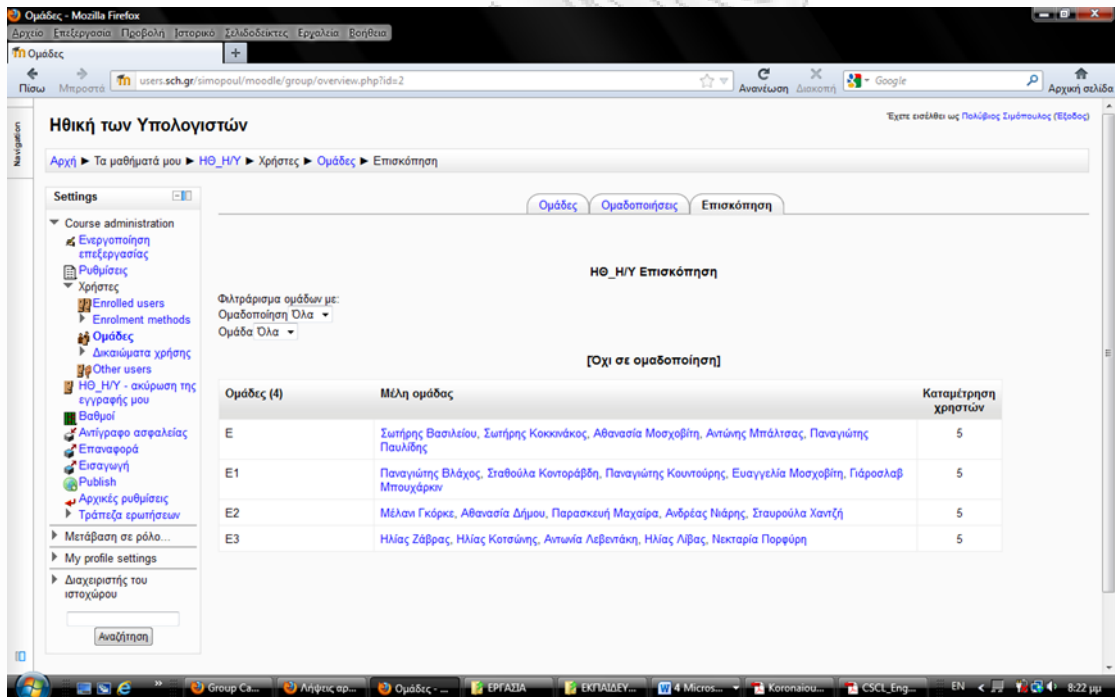 Ομάδες - Mozilla Firefox
Αρχείο Επεξεργασία Προβολή Ιστορικό Σελιδοδείκτες Εργαλεία Βοήθεια
Ομάδες
Πίσω Μπροστά users.sch.gr/simopoul/moodle/group/overview.php?id=2 Ανανέωση Διακοπή Google Αρχική σελίδα
Navigation
Ηθική των Υπολογιστών
Έχετε εισέλθει ως Πολύβιος Σιμόπουλος (Έξοδος)
Αρχή ► Τα μαθήματά μου ► ΗΘ_Η/Υ ► Χρήστες ► Ομάδες ► Επισκόπηση
Settings
Course administration
Ενεργοποίηση
επεξεργασίας
Ρυθμίσεις
Χρήστες
Enrolled users
Enrolment methods
Ομάδες
Δικαιώματα χρήσης
Other users
ΗΘ_Η/Υ - ακύρωση της
εγγραφής μου
Βαθμοί
Αντίγραφο ασφαλείας
Επαναφορά
Εισαγωγή
Publish
Αρχικές ρυθμίσεις
Τράπεζα ερωτήσεων
Μετάβαση σε ρόλο...
My profile settings
Διαχειριστής του
ιστοχώρου
Αναζήτηση
Ομάδες Ομαδοποιήσεις Επισκόπηση
ΗΘ_Η/Υ Επισκόπηση
Φιλτράρισμα ομάδων με:
Ομαδοποίηση Όλα
Ομάδα Όλα
[Όχι σε ομαδοποίηση]
Ομάδες (4) Μέλη ομάδας Καταμέτρηση
χρηστών
E Σωτήρης Βασιλείου, Σωτήρης Κοκκινάκος, Αθανασία Μοσχοβίτη, Αντώνης Μπάλτσας, Παναγιώτης 5
Παυλίδης
E1 Παναγιώτης Βλάχος, Σταθούλα Κοντοράβδη, Παναγιώτης Κουντούρης, Ευαγγελία Μοσχοβίτη, Γιάροσλαβ 5
Μπουχάρκιν
E2 Μέλανι Γκόρκε, Αθανασία Δήμου, Παρασκευή Μαχαίρα, Ανδρέας Νιάρης, Σταυρούλα Χαντζή 5
E3 Ηλίας Ζάβρας, Ηλίας Κοτσώνης, Αντωνία Λεβεντάκη, Ηλίας Λίβας, Νεκταρία Πορφύρη 5
Group Ca... Λήψεις αρ... Ομάδες - ... ΕΡΓΑΣΙΑ ΕΚΠΑΙΔΕΥ... 4 Micros... Koronaiou... CSCL_Eng... EN 8:22 μμ